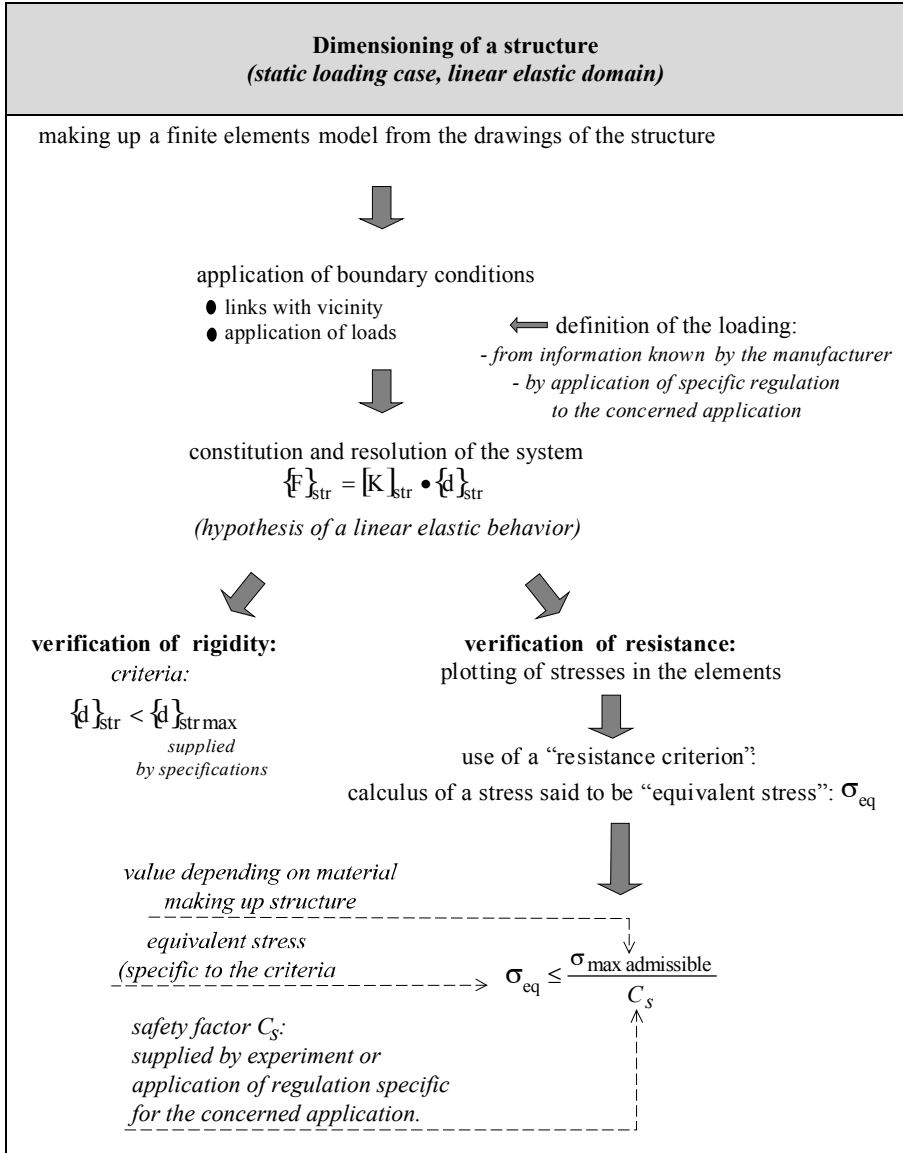 Dimensioning of a structure
(static loading case, linear elastic domain)
making up a finite elements model from the drawings of the structure
application of boundary conditions
● links with vicinity
● application of loads
definition of the loading:
- from information known by the manufacturer
- by application of specific regulation
to the concerned application
constitution and resolution of the system
{F}str = [K]str • {d}str
(hypothesis of a linear elastic behavior)
verification of rigidity:
criteria:
{d}str < {d}str max
supplied
by specifications
verification of resistance:
plotting of stresses in the elements
use of a “resistance criterion”:
calculus of a stress said to be “equivalent stress”: σeq
value depending on material
making up structure
equivalent stress
(specific to the criteria
σeq ≤ σmax admissible / Cs
safety factor Cs:
supplied by experiment or
application of regulation specific
for the concerned application.